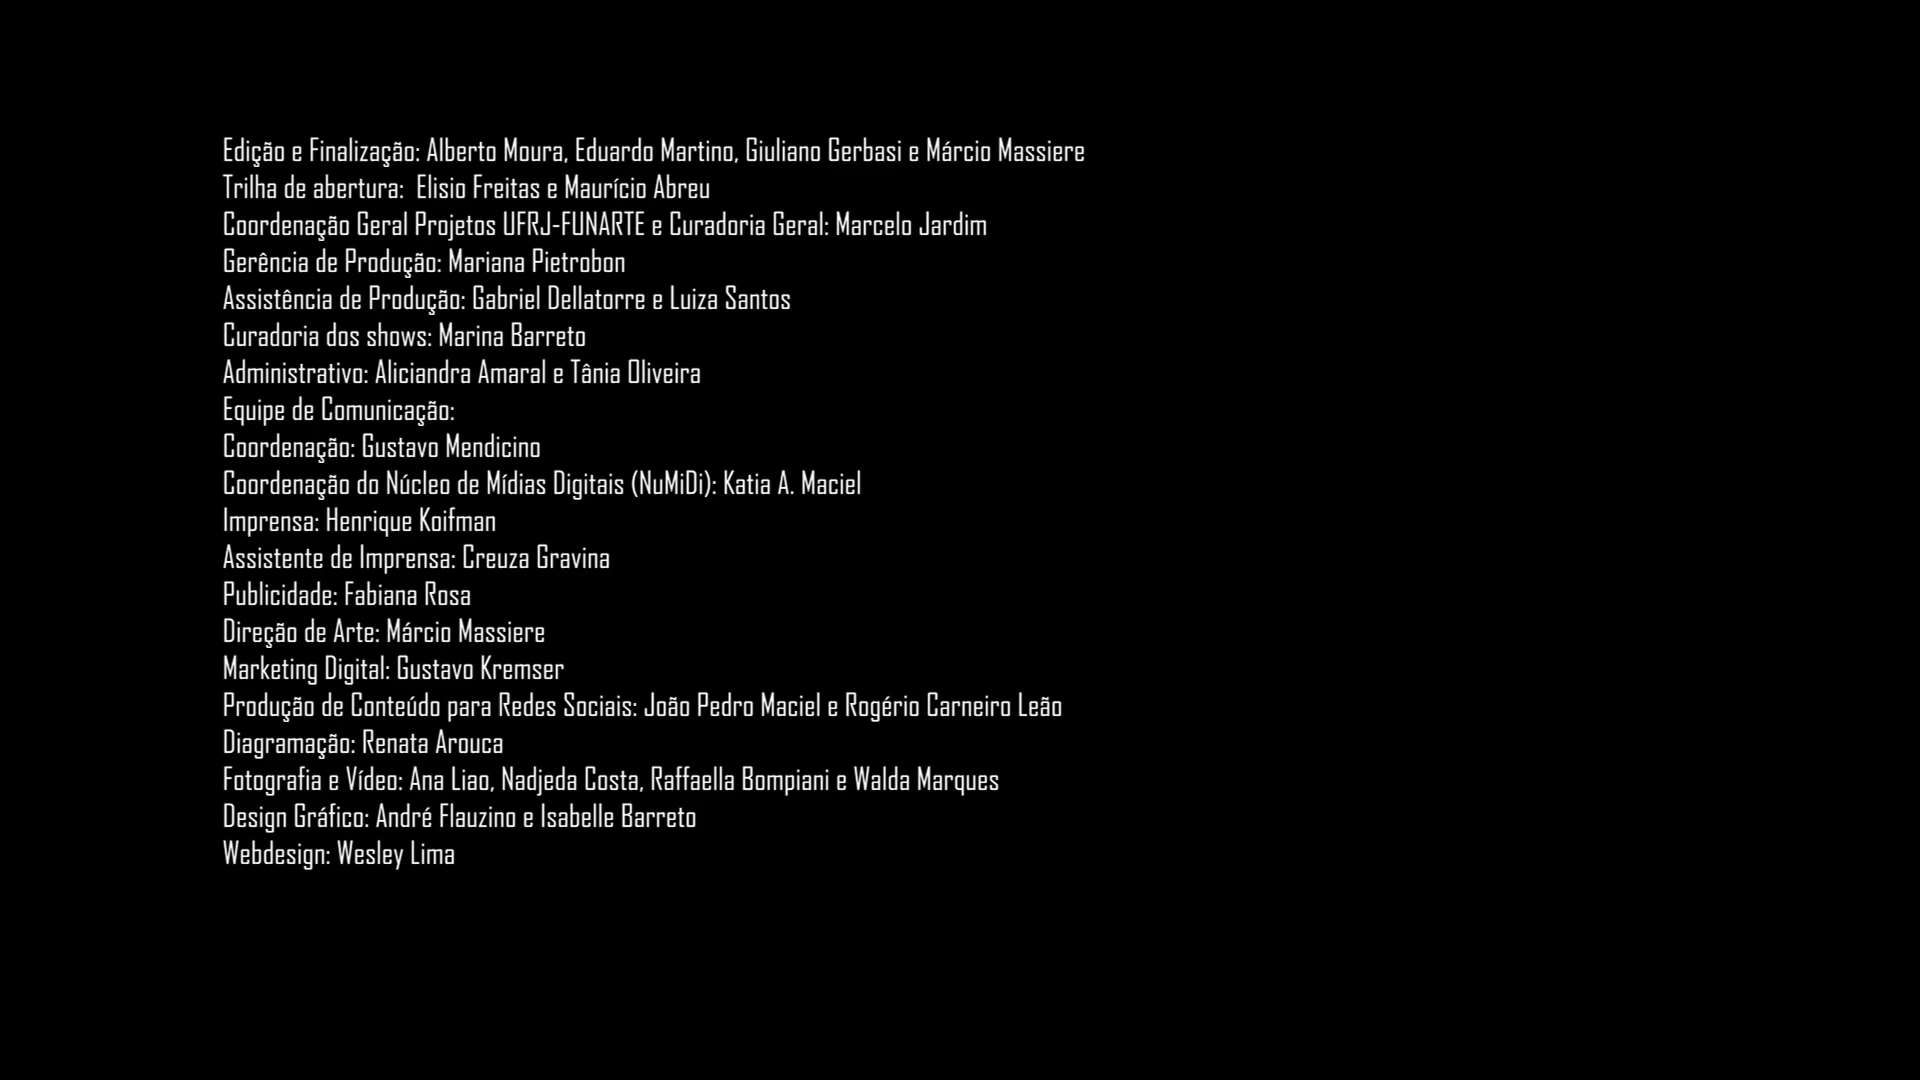 Edição e Finalização: Alberto Moura, Eduardo Martino, Giuliano Gerbasi e Márcio Massiere
Trilha de abertura:  Elisio Freitas e Maurício Abreu
Coordenação Geral Projetos UFRJ-FUNARTE e Curadoria Geral: Marcelo Jardim
Gerência de Produção: Mariana Pietrobon
Assistência de Produção: Gabriel Dellatorre e Luiza Santos
Curadoria dos shows: Marina Barreto
Administrativo: Aliciandra Amaral e Tânia Oliveira
Equipe de Comunicação:
Coordenação: Gustavo Mendicino
Coordenação do Núcleo de Mídias Digitais (NuMiDi): Katia A. Maciel
Imprensa: Henrique Koifman
Assistente de Imprensa: Creuza Gravina
Publicidade: Fabiana Rosa
Direção de Arte: Márcio Massiere
Marketing Digital: Gustavo Kremser
Produção de Conteúdo para Redes Sociais: João Pedro Maciel e Rogério Carneiro Leão
Diagramação: Renata Arouca
Fotografia e Vídeo: Ana Liao, Nadjeda Costa, Raffaella Bompiani e Walda Marques
Design Gráfico: André Flauzino e Isabelle Barreto
Webdesign: Wesley Lima